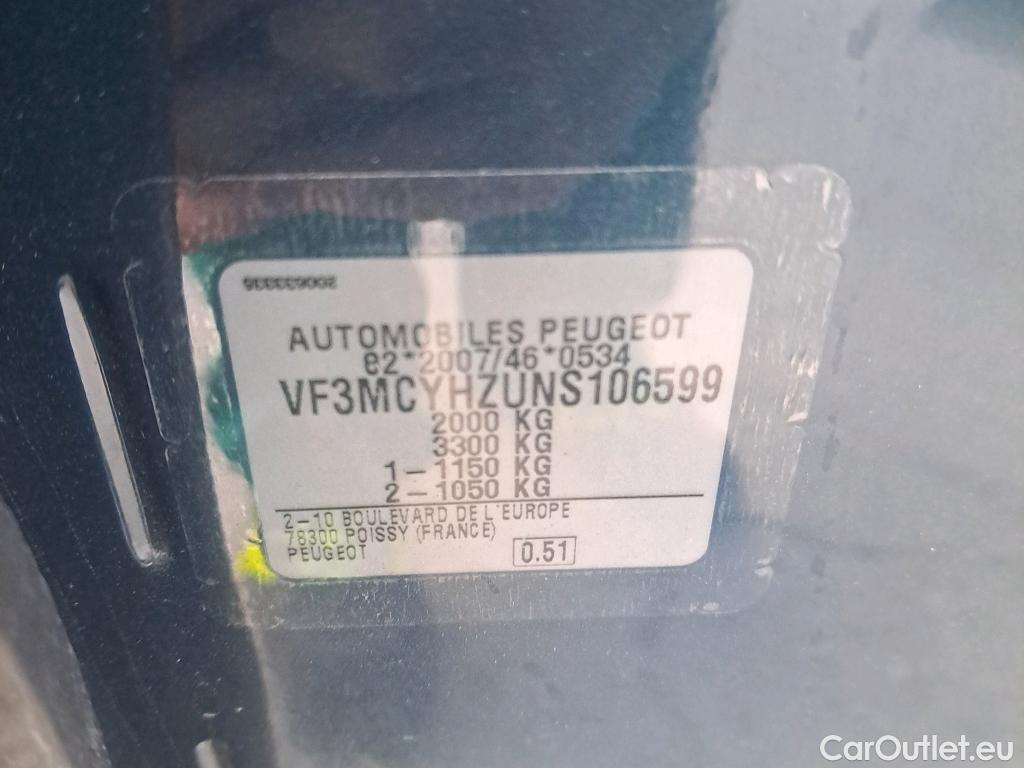 AUTOMOBILES PEUGEOT
e2*2007/46*0534
VF3MCYHZUNS106599
2000 KG
3300 KG
1-1150 KG
2-1050 KG
2-10 BOULEVARD DE L'EUROPE
78300 POISSY (FRANCE)
PEUGEOT
0.51
CarOutlet.eu